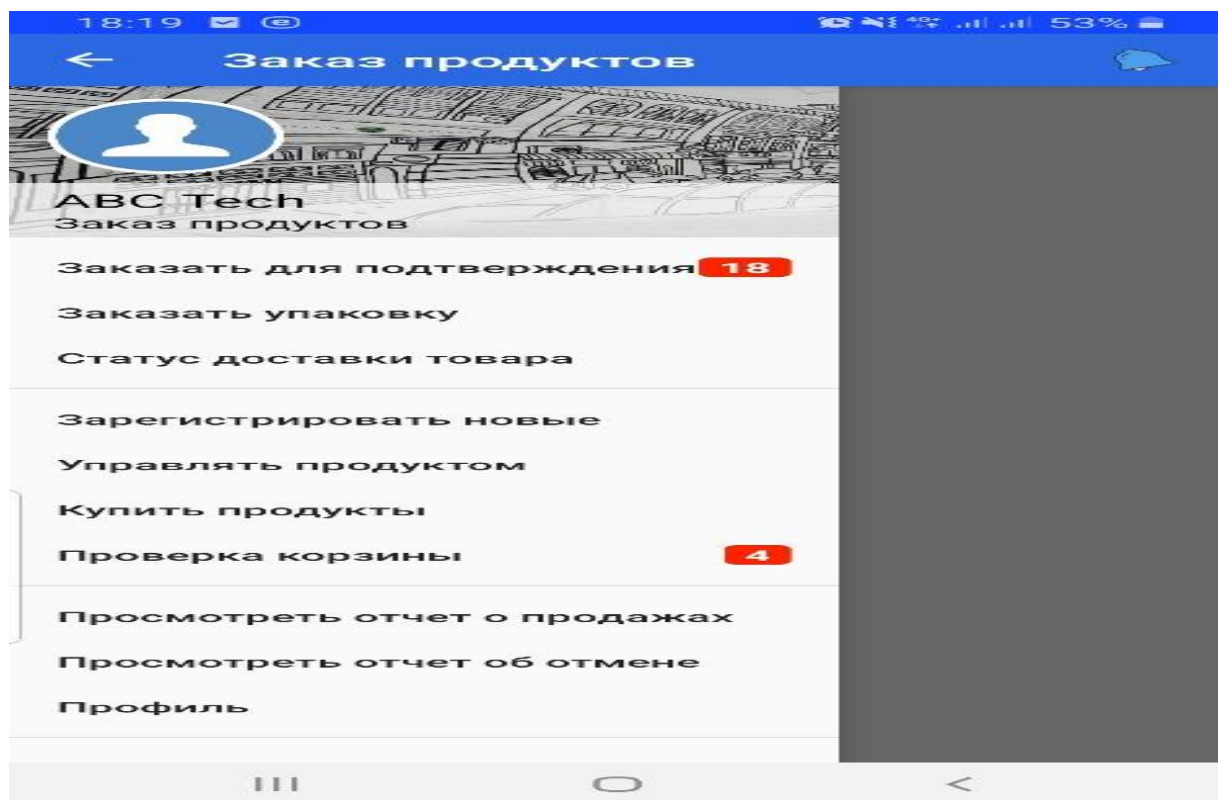 18:19 53%
Заказ продуктов
ABC Tech
Заказ продуктов
Заказать для подтверждения 18
Заказать упаковку
Статус доставки товара
Зарегистрировать новые
Управлять продуктом
Купить продукты
Проверка корзины 4
Просмотреть отчет о продажах
Просмотреть отчет об отмене
Профиль